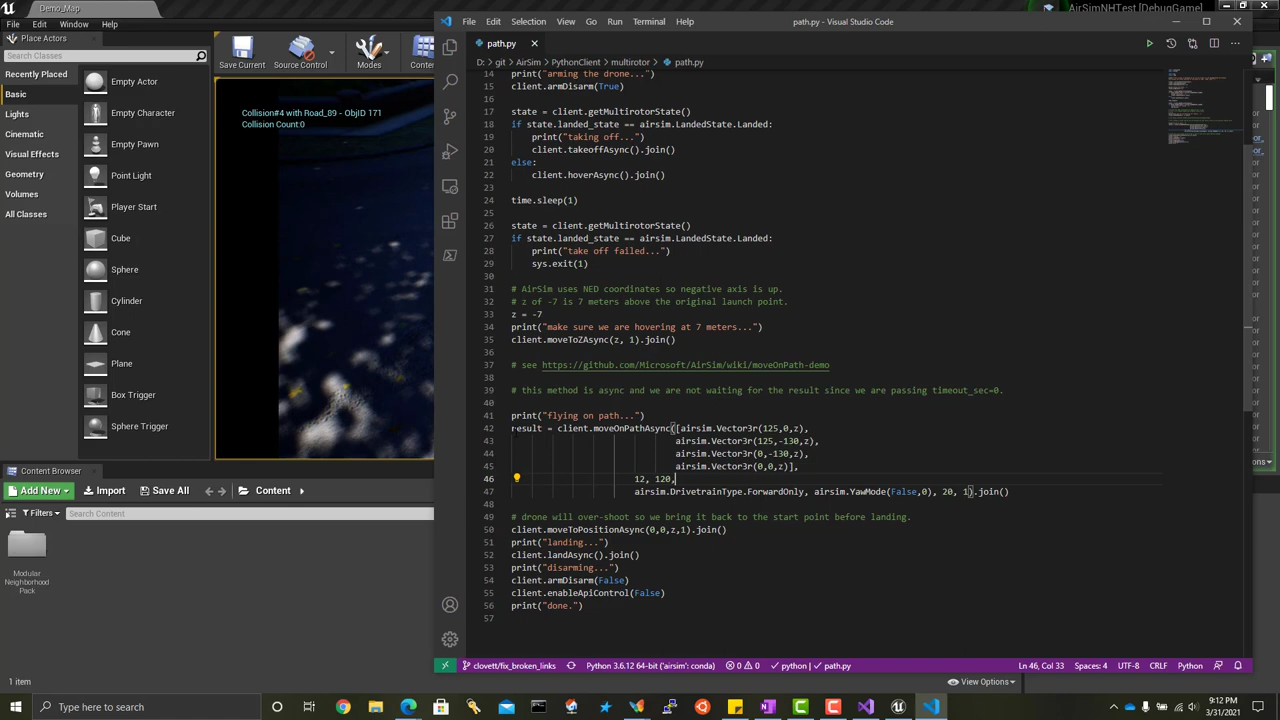 Demo_Map
File Edit Window Help
Place Actors
Search Classes
Recently Placed
Basic
Lights
Cinematic
Visual Effects
Geometry
Volumes
All Classes
Empty Actor
Empty Character
Empty Pawn
Point Light
Player Start
Cube
Sphere
Cylinder
Cone
Plane
Box Trigger
Sphere Trigger
Save Current
Source Control
Modes
Conten
Collision#4 with Road_89 - ObjID 171
Collision Count:0
Content Browser
Add New
Import
Save All
Content
Filters
Search Content
Modular
Neighborhood
Pack
1 item
View Options
AirSimNHTest [DebugGame]
File Edit Selection View Go Run Terminal Help
path.py - Visual Studio Code
path.py
D: > git > AirSim > PythonClient > multirotor > path.py
14 print("arming the drone...")
15 client.armDisarm(True)
16
17 state = client.getMultirotorState()
18 if state.landed_state == airsim.LandedState.Landed:
19 print("taking off...")
20 client.takeoffAsync().join()
21 else:
22 client.hoverAsync().join()
23
24 time.sleep(1)
25
26 state = client.getMultirotorState()
27 if state.landed_state == airsim.LandedState.Landed:
28 print("take off failed...")
29 sys.exit(1)
30
31 # AirSim uses NED coordinates so negative axis is up.
32 # z of -7 is 7 meters above the original launch point.
33 z = -7
34 print("make sure we are hovering at 7 meters...")
35 client.moveToZAsync(z, 1).join()
36
37 # see https://github.com/Microsoft/AirSim/wiki/moveOnPath-demo
38
39 # this method is async and we are not waiting for the result since we are passing timeout_sec=0.
40
41 print("flying on path...")
42 result = client.moveOnPathAsync([airsim.Vector3r(125,0,z),
43 airsim.Vector3r(125,-130,z),
44 airsim.Vector3r(0,-130,z),
45 airsim.Vector3r(0,0,z)],
46 12, 120,
47 airsim.DrivetrainType.ForwardOnly, airsim.YawMode(False,0), 20, 1).join()
48
49 # drone will over-shoot so we bring it back to the start point before landing.
50 client.moveToPositionAsync(0,0,z,1).join()
51 print("landing...")
52 client.landAsync().join()
53 print("disarming...")
54 client.armDisarm(False)
55 client.enableApiControl(False)
56 print("done.")
57
clovett/fix_broken_links Python 3.6.12 64-bit ('airsim': conda) 0 0 python | path.py Ln 46, Col 33 Spaces: 4 UTF-8 CRLF Python
Type here to search
9:12 PM
3/31/2021